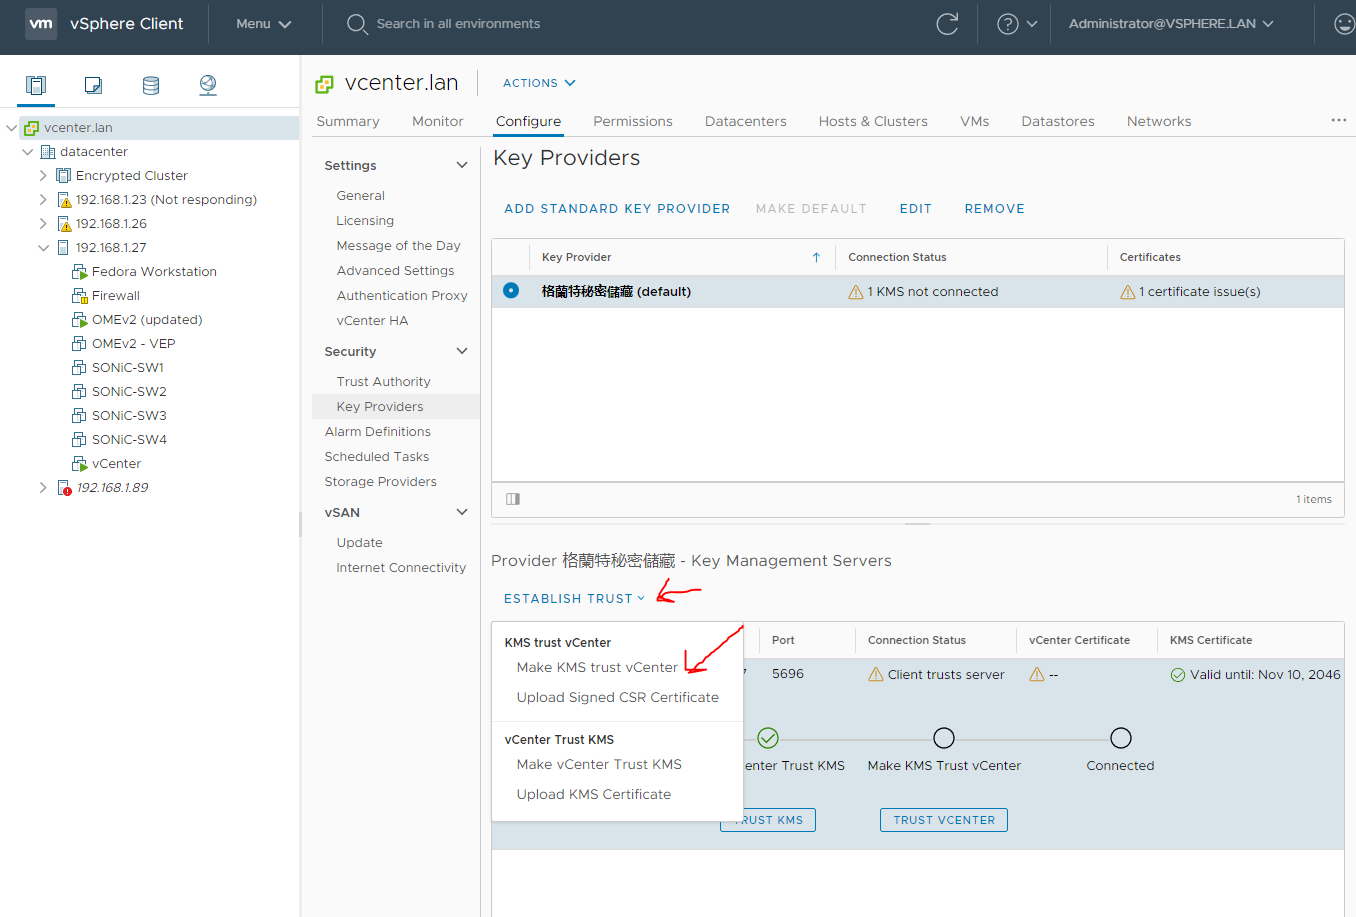 vm vSphere Client Menu Search in all environments Administrator@VSPHERE.LAN
vcenter.lan
datacenter
Encrypted Cluster
192.168.1.23 (Not responding)
192.168.1.26
192.168.1.27
Fedora Workstation
Firewall
OMEv2 (updated)
OMEv2 - VEP
SONiC-SW1
SONiC-SW2
SONiC-SW3
SONiC-SW4
vCenter
192.168.1.89
vcenter.lan ACTIONS
Summary Monitor Configure Permissions Datacenters Hosts & Clusters VMs Datastores Networks ...
Settings
General
Licensing
Message of the Day
Advanced Settings
Authentication Proxy
vCenter HA
Security
Trust Authority
Key Providers
Alarm Definitions
Scheduled Tasks
Storage Providers
vSAN
Update
Internet Connectivity
Key Providers
ADD STANDARD KEY PROVIDER MAKE DEFAULT EDIT REMOVE
Key Provider Connection Status Certificates
格蘭特秘密儲藏 (default) 1 KMS not connected 1 certificate issue(s)
1 items
Provider 格蘭特秘密儲藏 - Key Management Servers
ESTABLISH TRUST
KMS trust vCenter
Make KMS trust vCenter
Upload Signed CSR Certificate
vCenter Trust KMS
Make vCenter Trust KMS
Upload KMS Certificate
Port Connection Status vCenter Certificate KMS Certificate
5696 Client trusts server -- Valid until: Nov 10, 2046
enter Trust KMS Make KMS Trust vCenter Connected
TRUST KMS TRUST VCENTER